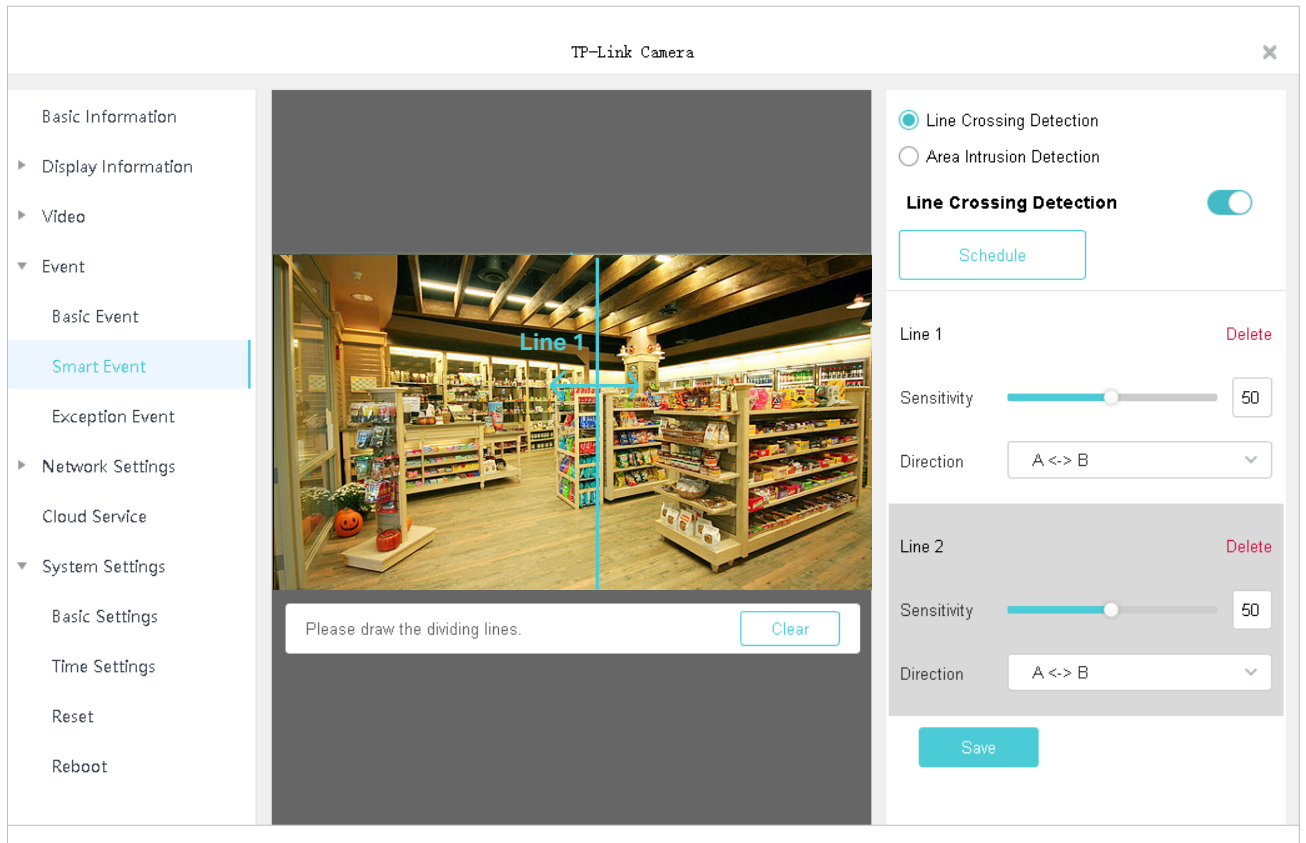 TP-Link Camera
Basic Information
Display Information
Video
Event
Basic Event
Smart Event
Exception Event
Network Settings
Cloud Service
System Settings
Basic Settings
Time Settings
Reset
Reboot
Line 1
Please draw the dividing lines.
Clear
Line Crossing Detection
Area Intrusion Detection
Line Crossing Detection
Schedule
Line 1
Delete
Sensitivity
50
Direction
A <-> B
Line 2
Delete
Sensitivity
50
Direction
A <-> B
Save